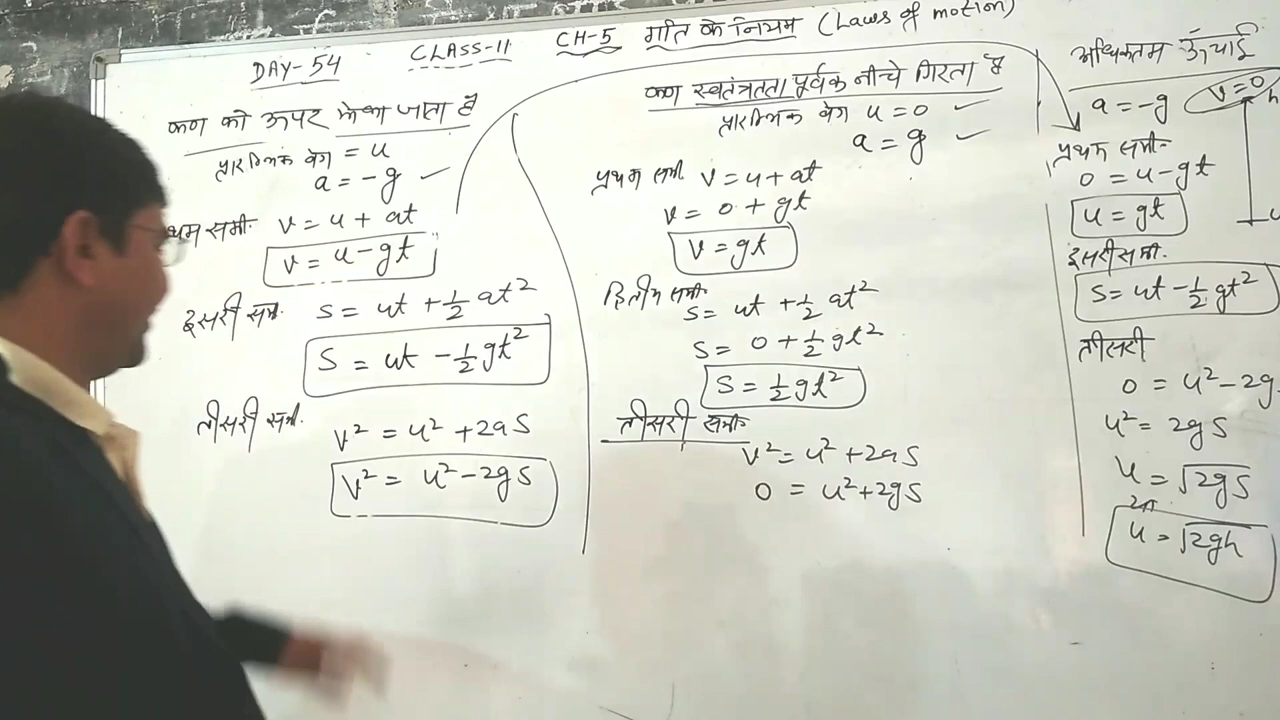 DAY-54 CLASS-11 CH-5 गति के नियम (Laws of motion)
कण को ऊपर फेंका जाता है
प्रारम्भिक वेग = u
a = -g
थम समी. v = u + at
v = u - gt
दूसरी समी. s = ut + 1/2 at²
s = ut - 1/2 gt²
तीसरी समी.
v² = u² + 2as
v² = u² - 2gs
कण स्वतंत्रता पूर्वक नीचे गिरता है
प्रारम्भिक वेग u = 0
a = g
प्रथम समी v = u + at
v = 0 + gt
v = gt
द्वितीय समी.
s = ut + 1/2 at²
s = 0 + 1/2 gt²
s = 1/2 gt²
तीसरी समी.
v² = u² + 2as
0 = u² + 2gs
अधिकतम ऊँचाई
a = -g v = 0 h
प्रथम समी.
0 = u - gt
u = gt
दूसरी समी.
s = ut - 1/2 gt²
तीसरी
0 = u² - 2g
u² = 2gs
u = √2gs
u = √2gh